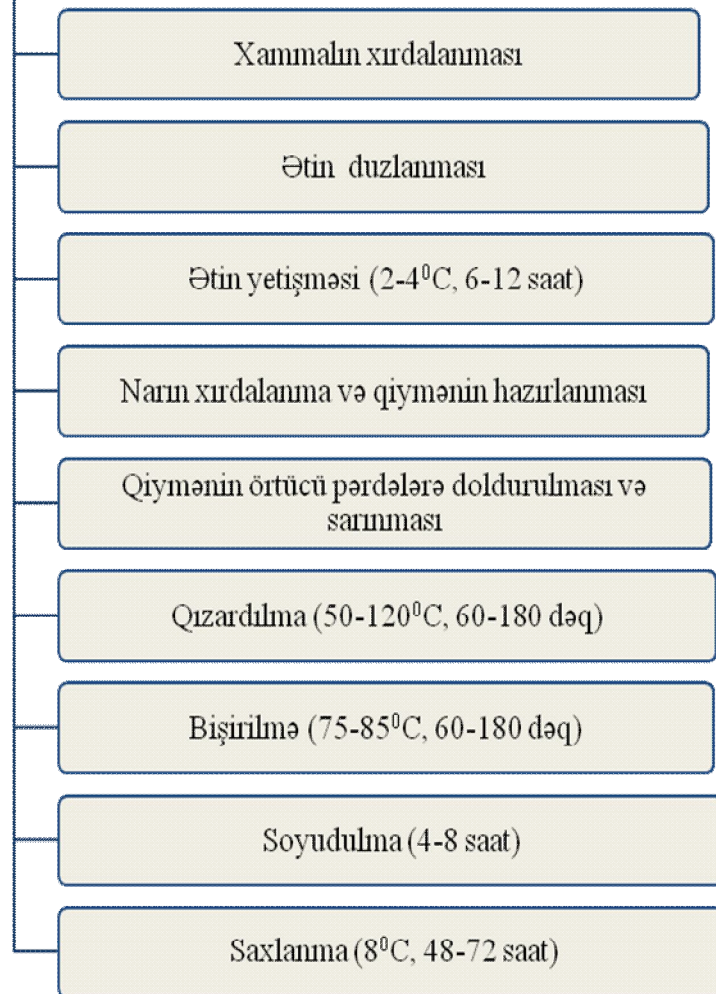 Xammalın xırdalanması
Ətin duzlanması
Ətin yetişməsi (2-4⁰C, 6-12 saat)
Narın xırdalanma və qiymənin hazırlanması
Qiymənin örtücü pərdələrə doldurulması və
sarınması
Qızardılma (50-120⁰C, 60-180 dəq)
Bişirilmə (75-85⁰C, 60-180 dəq)
Soyudulma (4-8 saat)
Saxlanma (8⁰C, 48-72 saat)